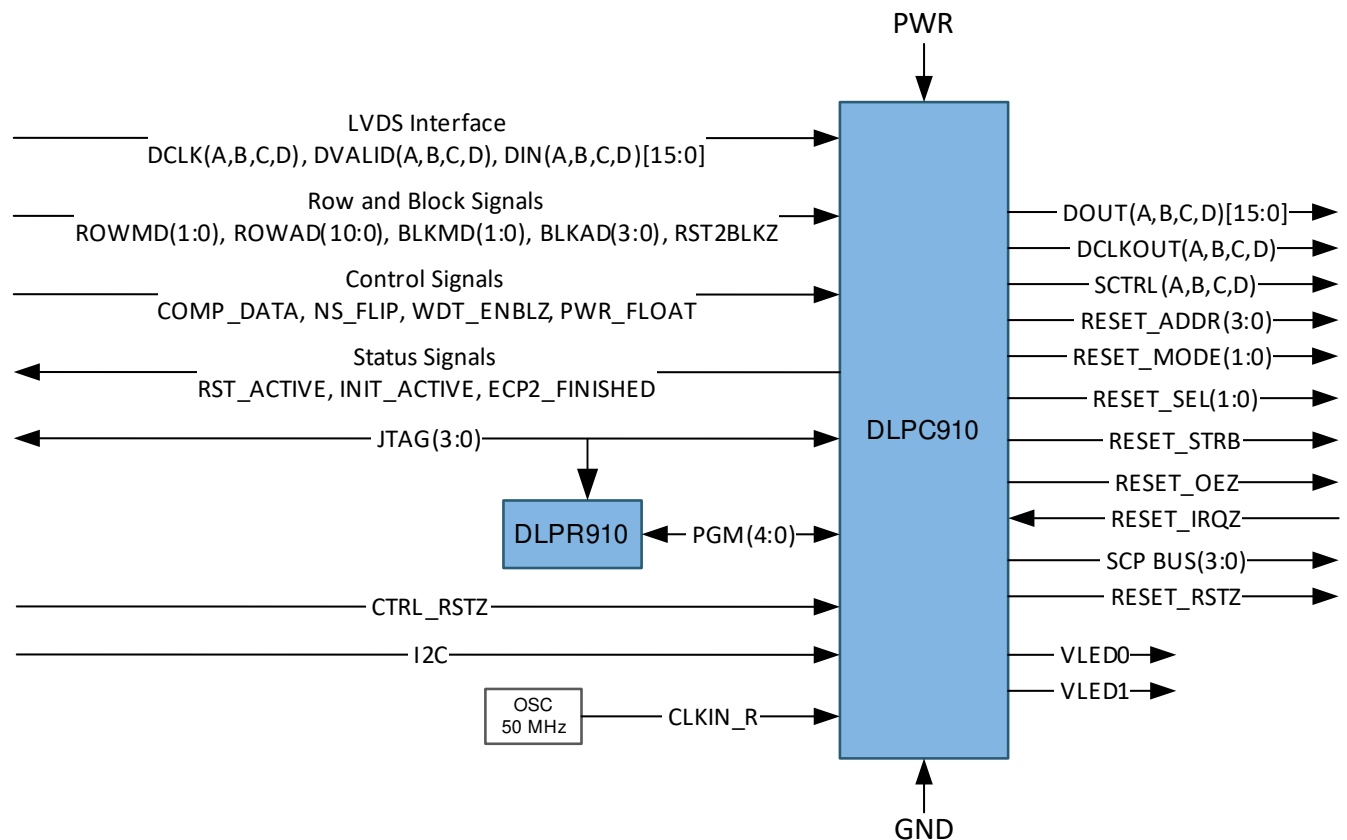 PWR
LVDS Interface
DCLK(A,B,C,D), DVALID(A,B,C,D), DIN(A,B,C,D)[15:0]
Row and Block Signals
ROWMD(1:0), ROWAD(10:0), BLKMD(1:0), BLKAD(3:0), RST2BLKZ
Control Signals
COMP_DATA, NS_FLIP, WDT_ENBLZ, PWR_FLOAT
Status Signals
RST_ACTIVE, INIT_ACTIVE, ECP2_FINISHED
JTAG(3:0)
DLPR910
PGM(4:0)
CTRL_RSTZ
I2C
OSC
50 MHz
CLKIN_R
DLPC910
DOUT(A,B,C,D)[15:0]
DCLKOUT(A,B,C,D)
SCTRL(A,B,C,D)
RESET_ADDR(3:0)
RESET_MODE(1:0)
RESET_SEL(1:0)
RESET_STRB
RESET_OEZ
RESET_IRQZ
SCP BUS(3:0)
RESET_RSTZ
VLED0
VLED1
GND